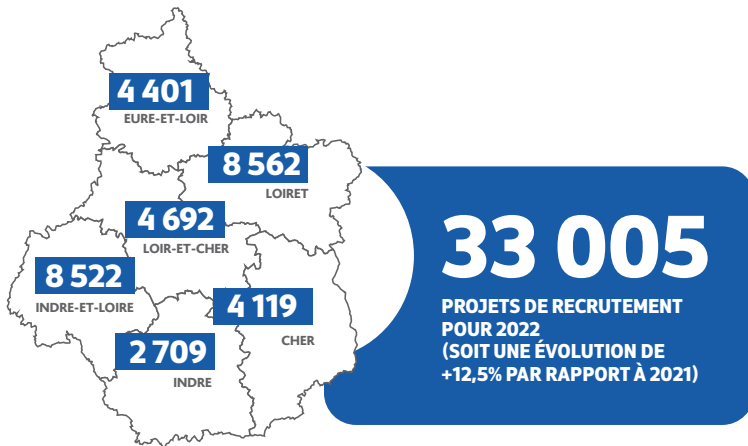 4 401
EURE-ET-LOIR
8 562
LOIRET
4 692
LOIR-ET-CHER
8 522
INDRE-ET-LOIRE
4 119
CHER
2 709
INDRE
33 005
PROJETS DE RECRUTEMENT
POUR 2022
(SOIT UNE ÉVOLUTION DE
+12,5% PAR RAPPORT À 2021)